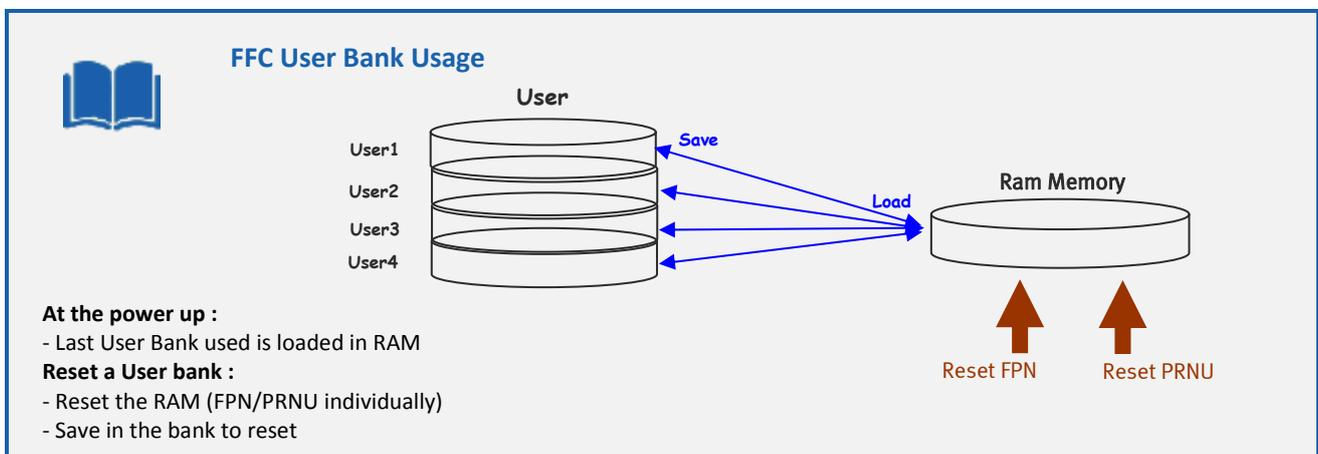 FFC User Bank Usage
User
User1
Save
User2
Load
Ram Memory
User3
User4
At the power up :
- Last User Bank used is loaded in RAM
Reset a User bank :
- Reset the RAM (FPN/PRNU individually)
- Save in the bank to reset
Reset FPN
Reset PRNU